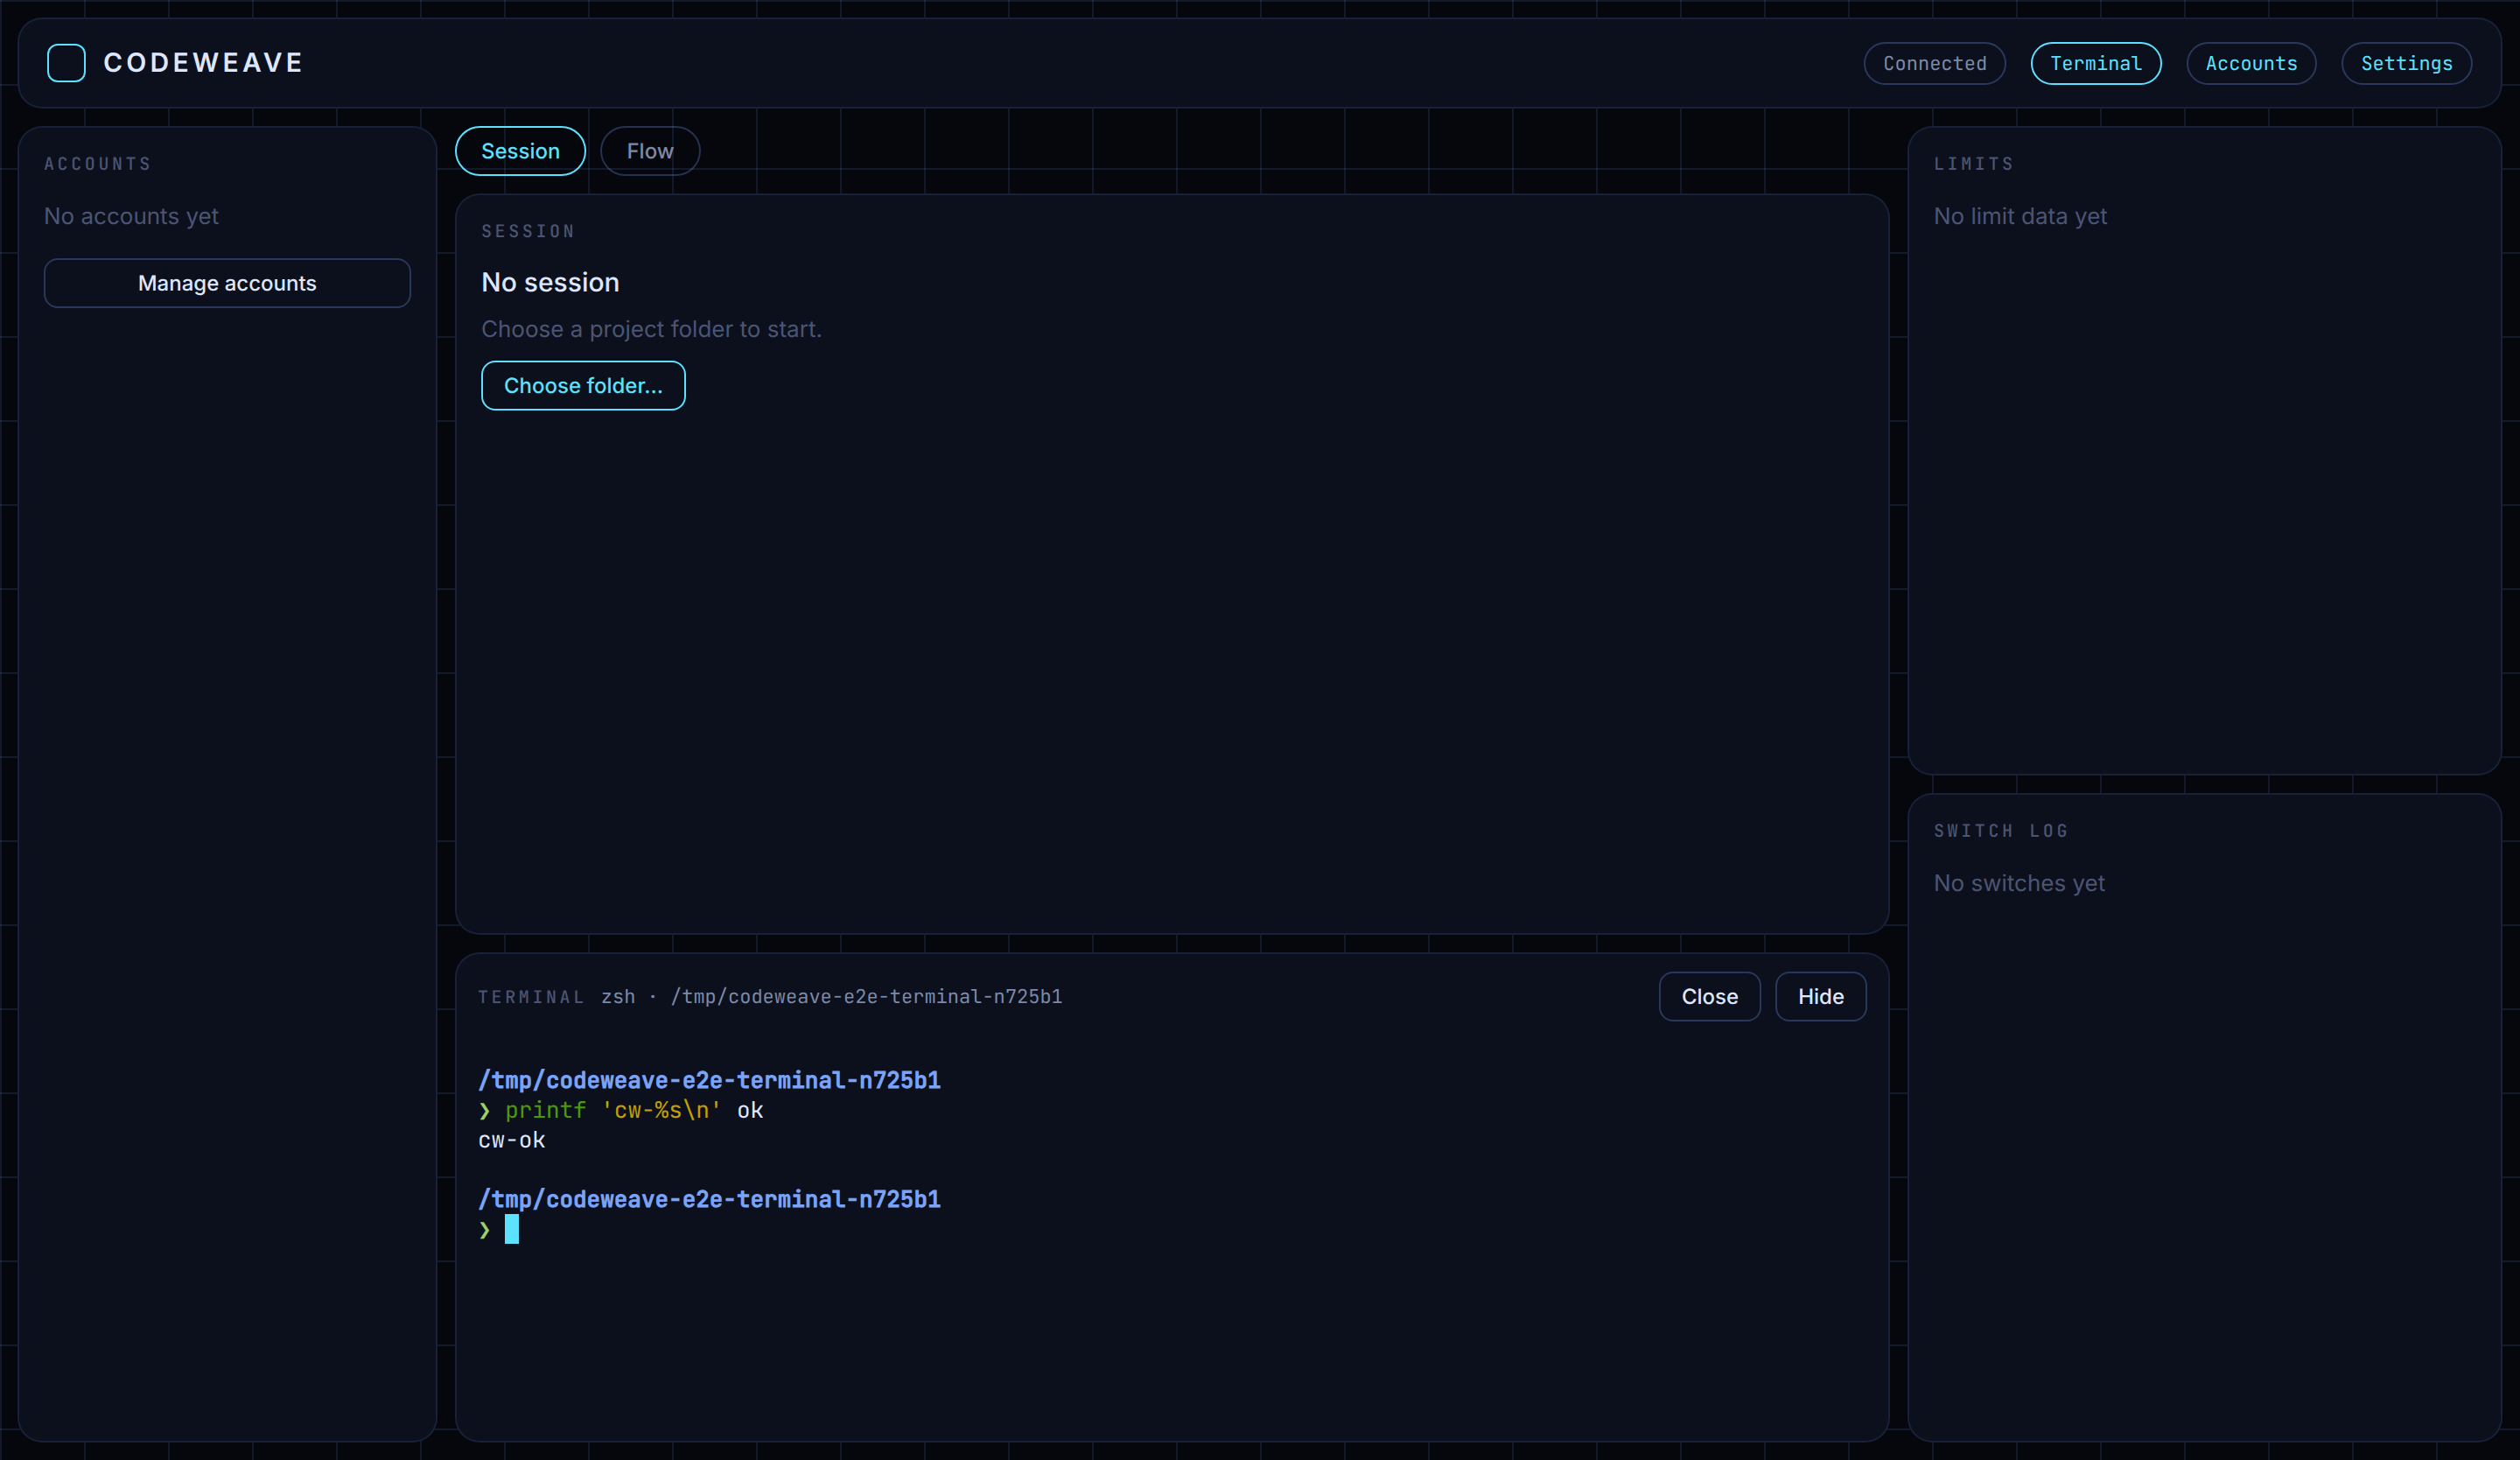 CODEWEAVE
Connected
Terminal
Accounts
Settings
ACCOUNTS
No accounts yet
Manage accounts
Session
Flow
SESSION
No session
Choose a project folder to start.
Choose folder...
TERMINAL zsh · /tmp/codeweave-e2e-terminal-n725b1
Close
Hide
/tmp/codeweave-e2e-terminal-n725b1
❯ printf 'cw-%s\n' ok
cw-ok
/tmp/codeweave-e2e-terminal-n725b1
❯
LIMITS
No limit data yet
SWITCH LOG
No switches yet